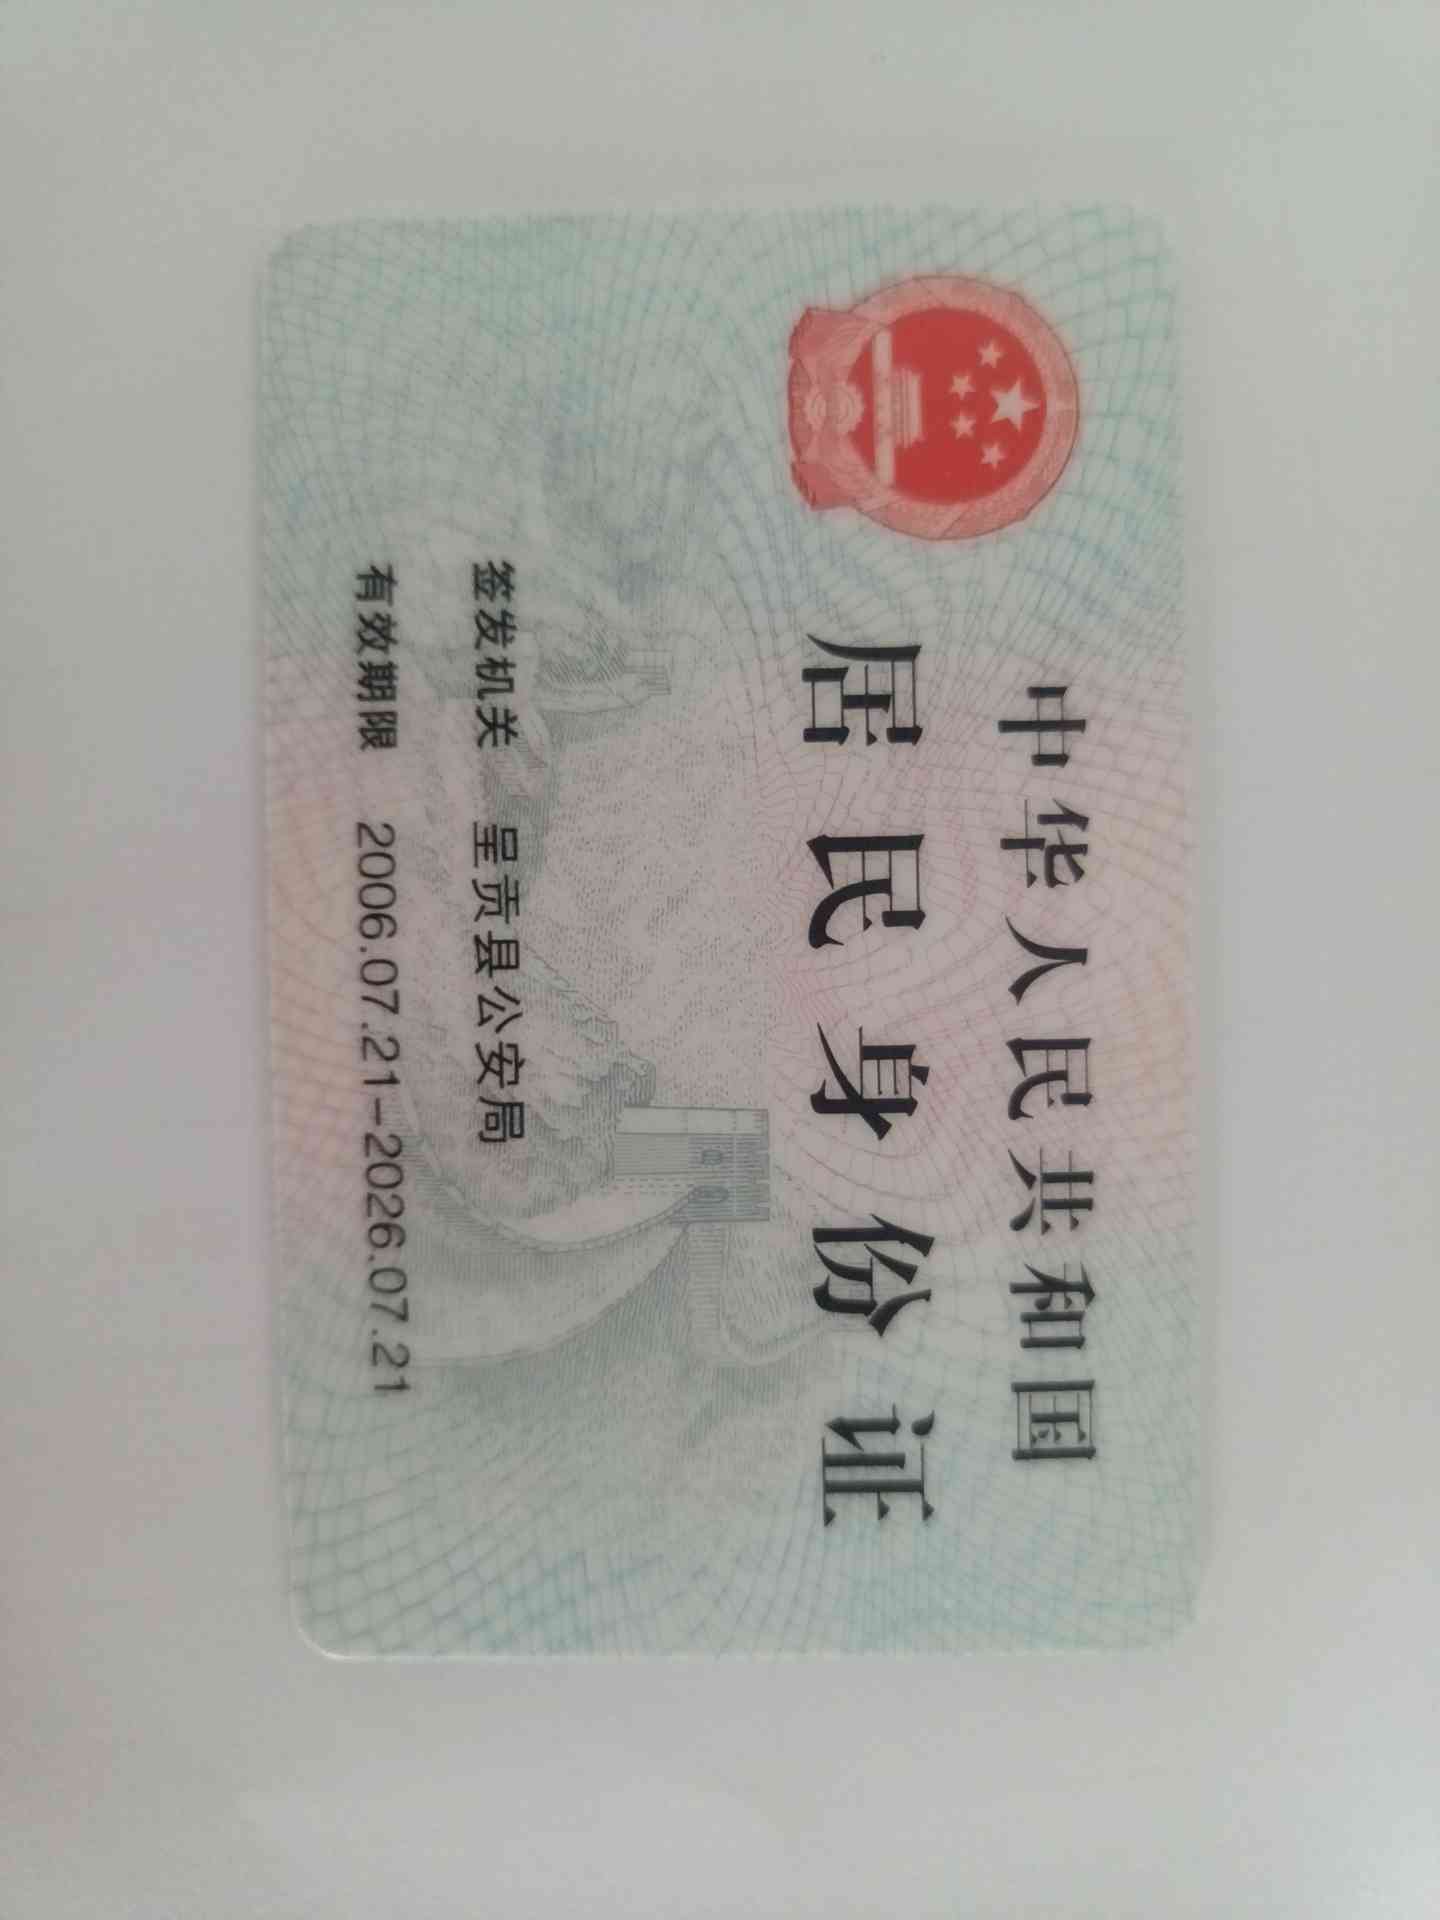 中华人民共和国
居民身份证
签发机关 呈贡县公安局
有效期限 2006.07.21-2026.07.21